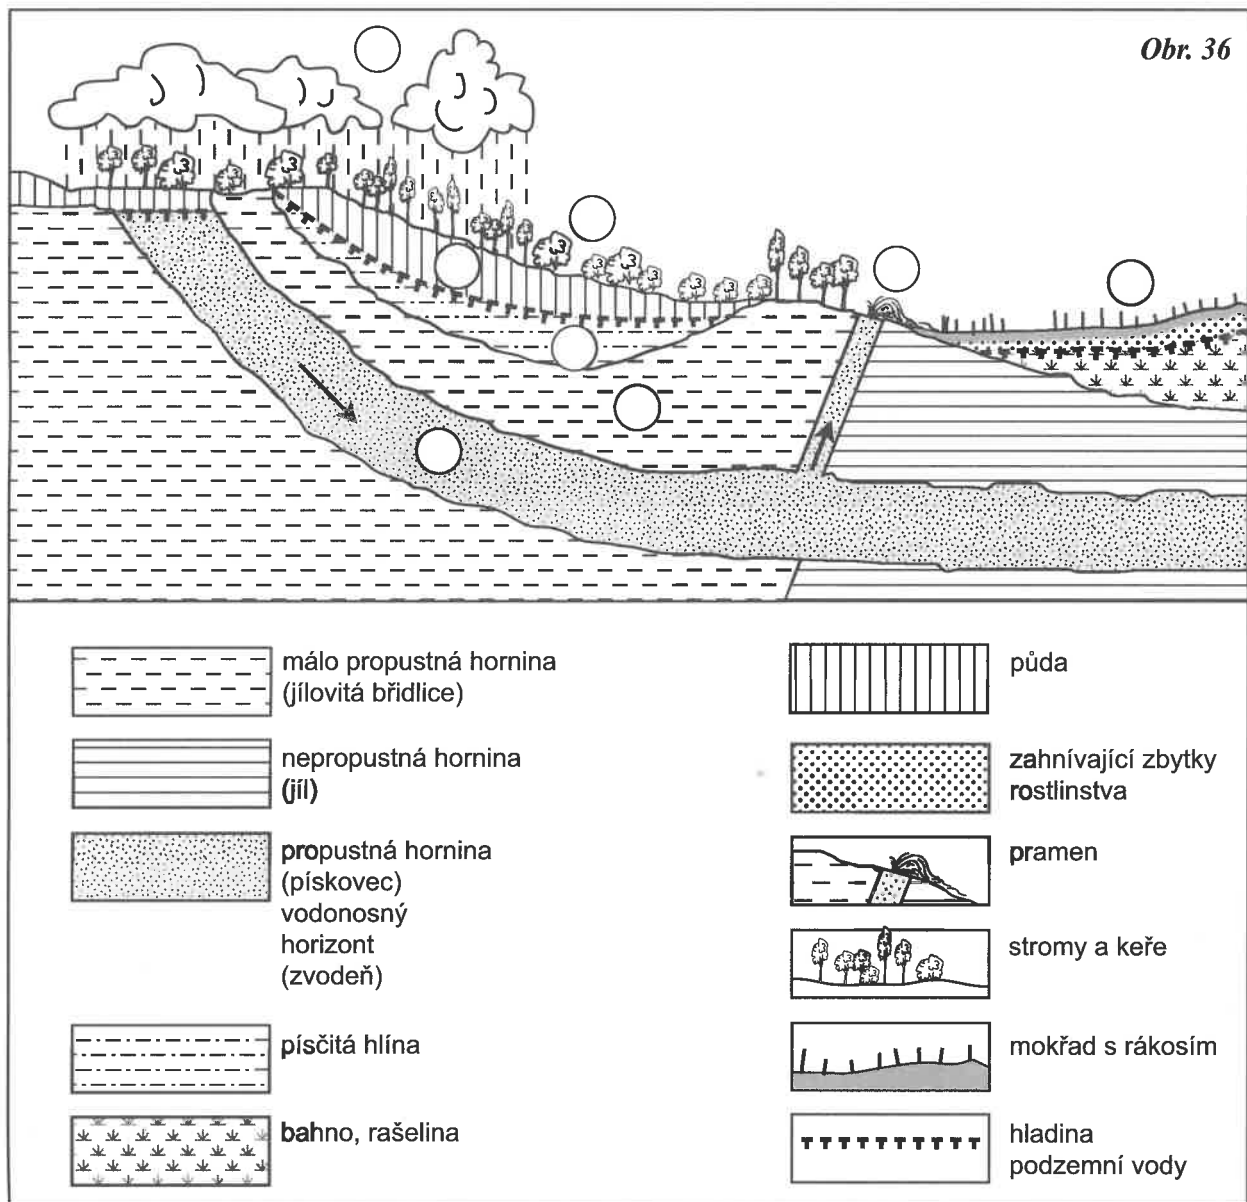 Obr. 36
málo propustná hornina
(jílovitá břidlice)
nepropustná hornina
(jíl)
propustná hornina
(pískovec)
vodonosný
horizont
(zvodeň)
písčitá hlína
bahno, rašelina
půda
zahnívající zbytky
rostlinstva
pramen
stromy a keře
mokřad s rákosím
hladina
podzemní vody